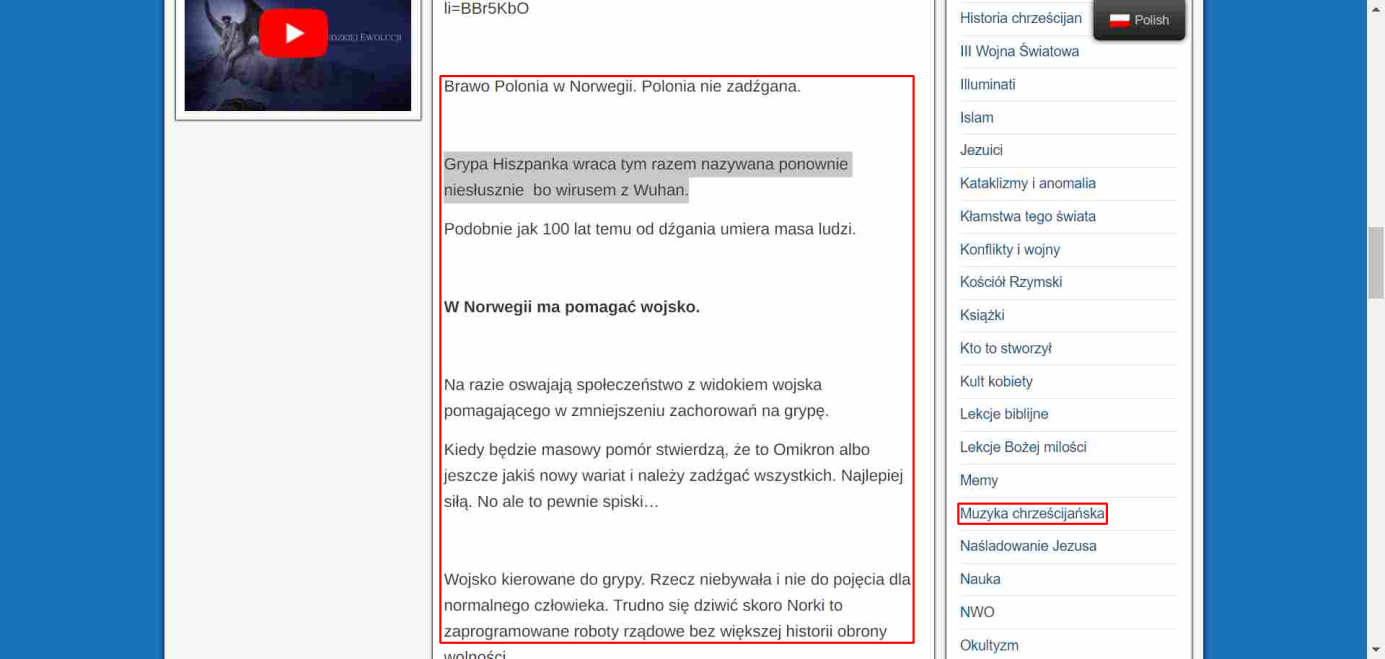 UDZKIEJ EWOLUCJI
li=BBr5KbO
Brawo Polonia w Norwegii. Polonia nie zadźgana.
Grypa Hiszpanka wraca tym razem nazywana ponownie
niesłusznie  bo wirusem z Wuhan.
Podobnie jak 100 lat temu od dźgania umiera masa ludzi.
W Norwegii ma pomagać wojsko.
Na razie oswajają społeczeństwo z widokiem wojska
pomagającego w zmniejszeniu zachorowań na grypę.
Kiedy będzie masowy pomór stwierdzą, że to Omikron albo
jeszcze jakiś nowy wariat i należy zadźgać wszystkich. Najlepiej
siłą. No ale to pewnie spiski…
Wojsko kierowane do grypy. Rzecz niebywała i nie do pojęcia dla
normalnego człowieka. Trudno się dziwić skoro Norki to
zaprogramowane roboty rządowe bez większej historii obrony
wolności
Historia chrześcijan
Polish
III Wojna Światowa
Illuminati
Islam
Jezuici
Kataklizmy i anomalia
Kłamstwa tego świata
Konflikty i wojny
Kościół Rzymski
Książki
Kto to stworzył
Kult kobiety
Lekcje biblijne
Lekcje Bożej milości
Memy
Muzyka chrześcijańska
Naśladowanie Jezusa
Nauka
NWO
Okultyzm